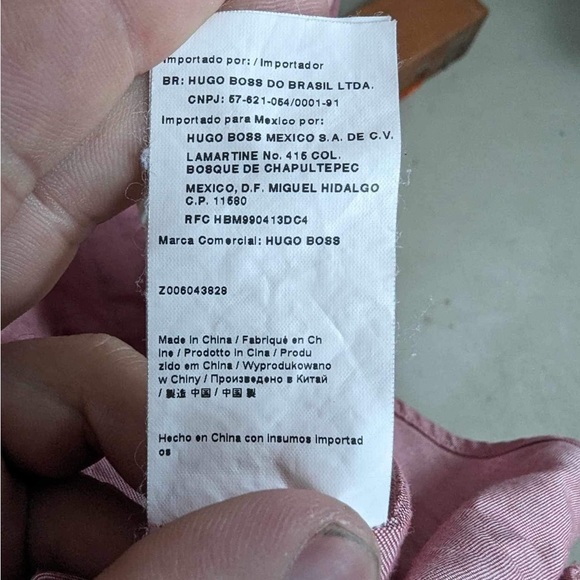 Importado por: / Importador
BR: HUGO BOSS DO BRASIL LTDA.
CNPJ: 57-621-054/0001-91
Importado para Mexico por:
HUGO BOSS MEXICO S.A. DE C.V.
LAMARTINE No. 415 COL.
BOSQUE DE CHAPULTEPEC
MEXICO, D.F. MIGUEL HIDALGO
C.P. 11580
RFC HBM990413DC4
Marca Comercial: HUGO BOSS
Z006043828
Made in China / Fabriqué en Ch
ine / Prodotto in Cina / Produ
zido em China / Wyprodukowano
w Chiny / Произведено в Китай
/ 製造 中国 / 中國 製
Hecho en China con insumos importad
os